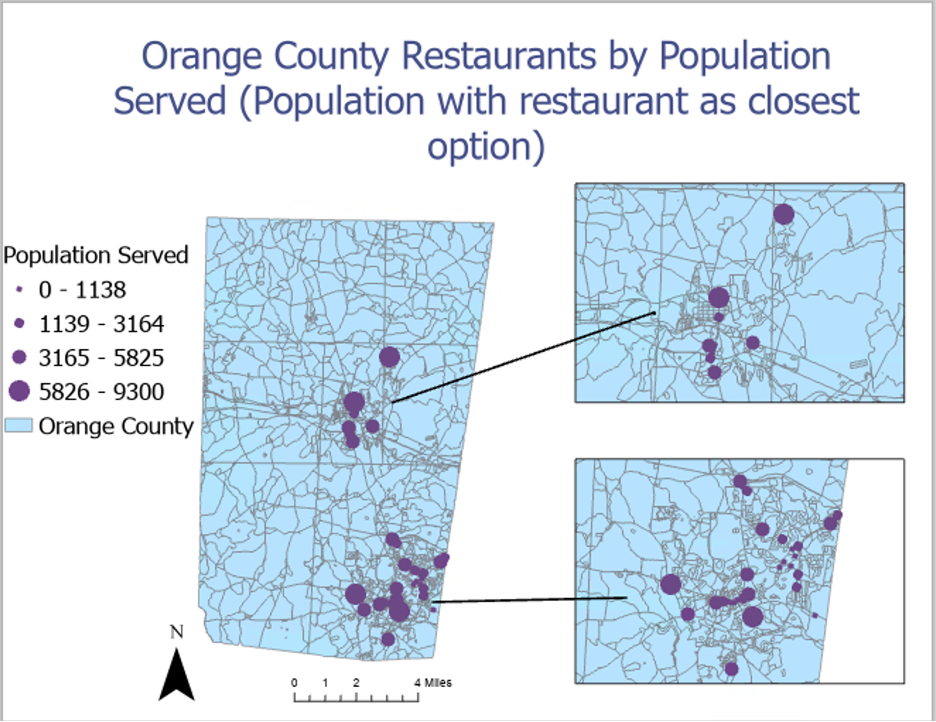 Orange County Restaurants by Population
Served (Population with restaurant as closest
option)
Population Served
0 - 1138
1139 - 3164
3165 - 5825
5826 - 9300
Orange County
N
0 1 2 4 Miles